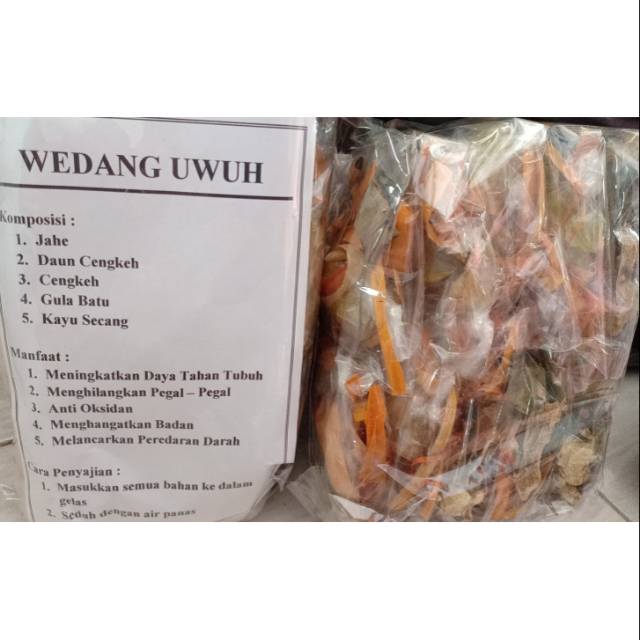 WEDANG UWUH
Komposisi :
1. Jahe
2. Daun Cengkeh
3. Cengkeh
4. Gula Batu
5. Kayu Secang
Manfaat :
1. Meningkatkan Daya Tahan Tubuh
2. Menghilangkan Pegal – Pegal
3. Anti Oksidan
4. Menghangatkan Badan
5. Melancarkan Peredaran Darah
Cara Penyajian :
1. Masukkan semua bahan ke dalam
gelas
2. Seduh dengan air panas